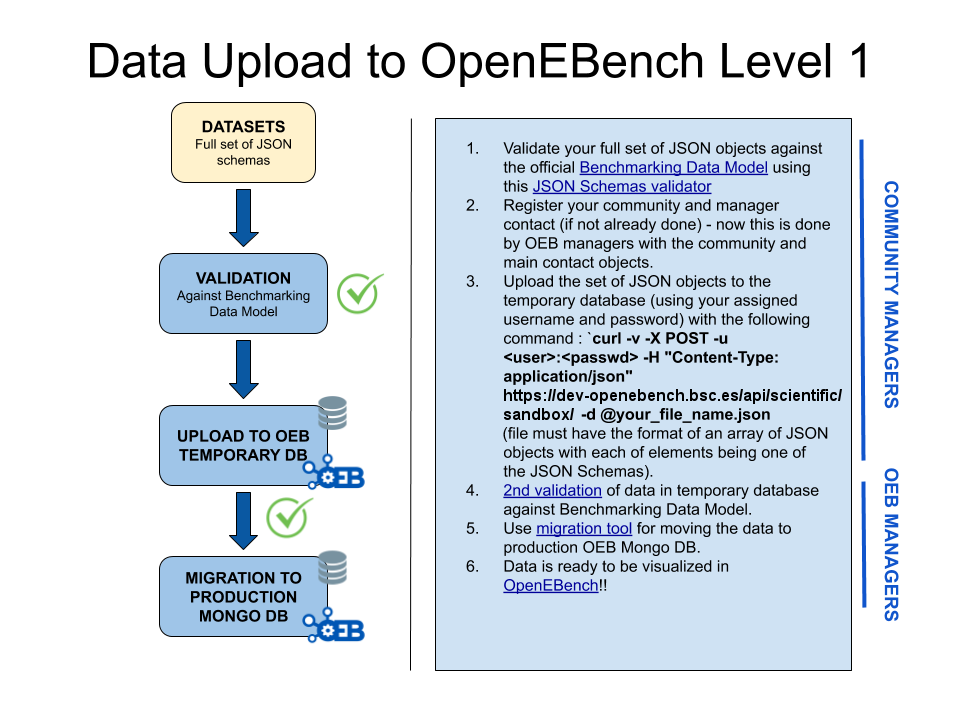 Data Upload to OpenEBench Level 1
DATASETS
Full set of JSON
schemas
VALIDATION
Against Benchmarking
Data Model
UPLOAD TO OEB
TEMPORARY DB
EB
MIGRATION TO
PRODUCTION
MONGO DB
EB
1. Validate your full set of JSON objects against
the official Benchmarking Data Model using
this JSON Schemas validator
2. Register your community and manager
contact (if not already done) - now this is done
by OEB managers with the community and
main contact objects.
3. Upload the set of JSON objects to the
temporary database (using your assigned
username and password) with the following
command : `curl -v -X POST -u
<user>:<passwd> -H "Content-Type:
application/json"
https://dev-openebench.bsc.es/api/scientific/
sandbox/ -d @your_file_name.json
(file must have the format of an array of JSON
objects with each of elements being one of
the JSON Schemas).
4. 2nd validation of data in temporary database
against Benchmarking Data Model.
5. Use migration tool for moving the data to
production OEB Mongo DB.
6. Data is ready to be visualized in
OpenEBench!!
COMMUNITY MANAGERS
OEB MANAGERS